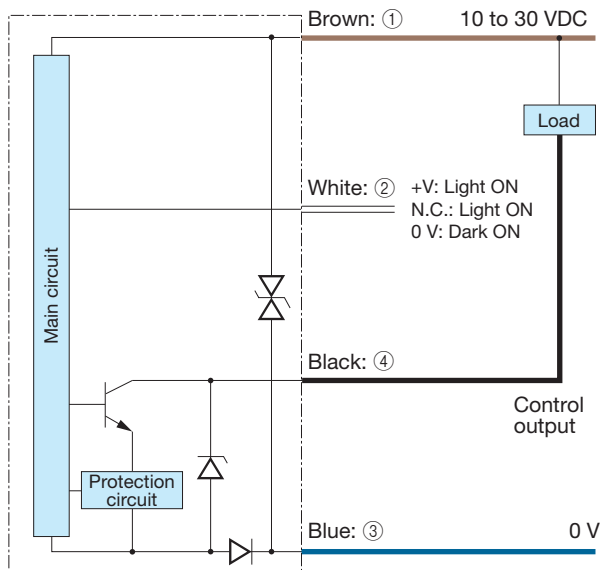 Brown: ① 10 to 30 VDC
Load
White: ② +V: Light ON
N.C.: Light ON
0 V: Dark ON
Main circuit
Black: ④
Control
output
Protection
circuit
Blue: ③ 0 V